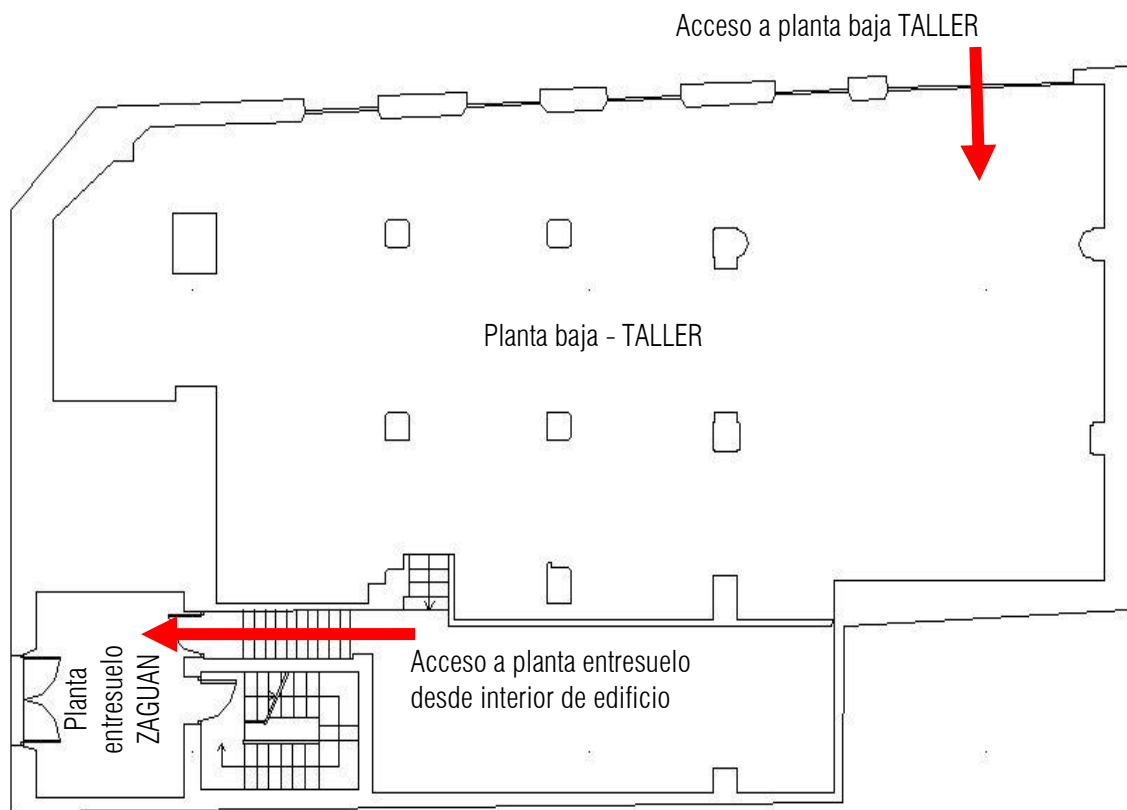 Acceso a planta baja TALLER
Planta baja - TALLER
Acceso a planta entresuelo
desde interior de edificio
Planta
entresuelo
ZAGUAN